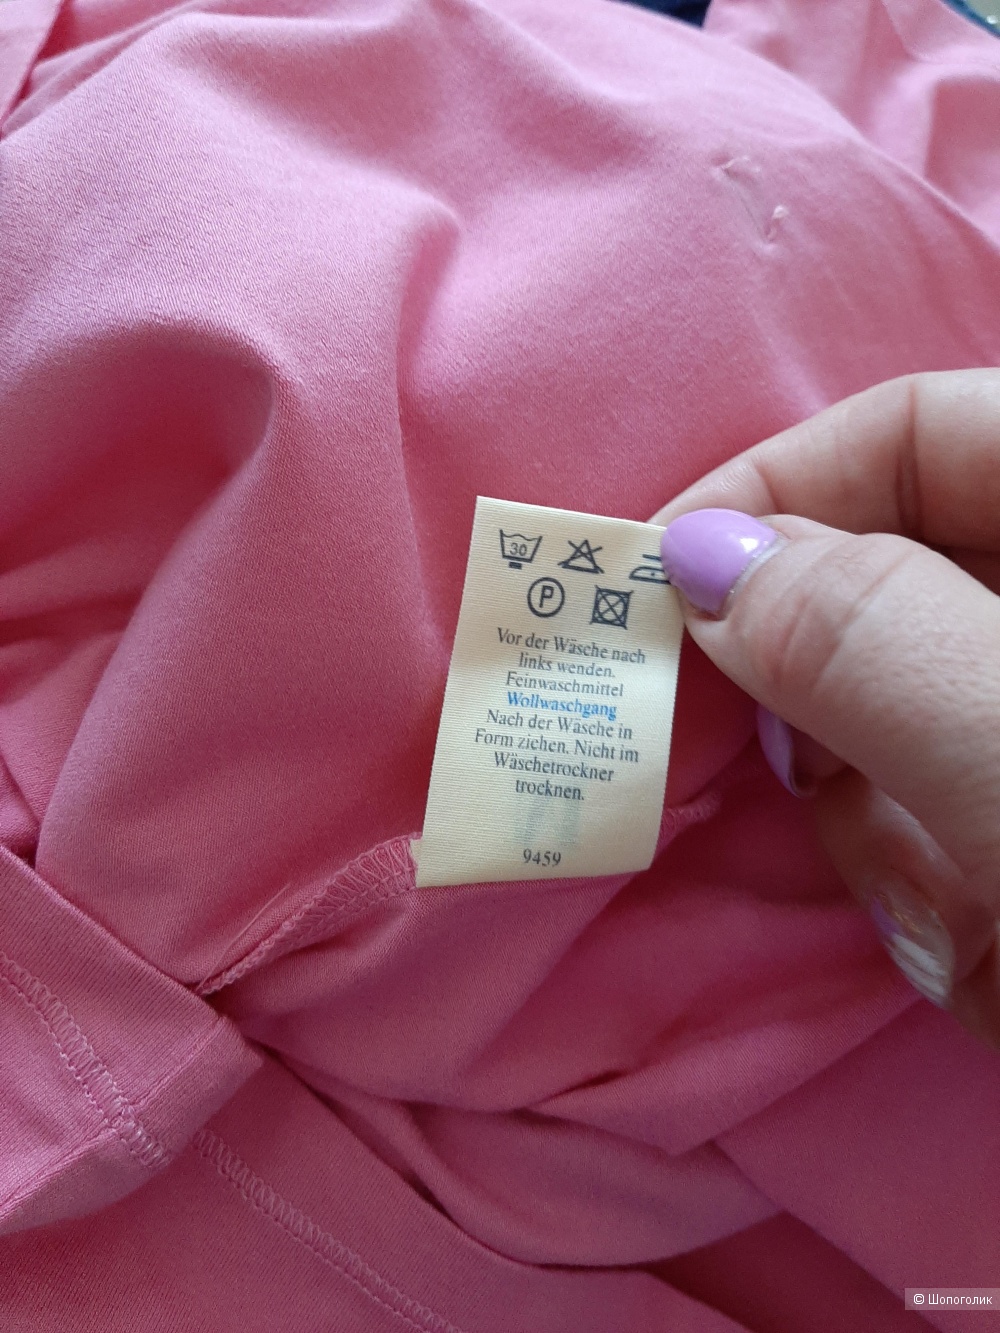 30
P
Vor der Wäsche nach
links wenden.
Feinwaschmittel
Wollwaschgang
Nach der Wäsche in
Form ziehen. Nicht im
Wäschetrockner
trocknen.
9459
© Шопоголик